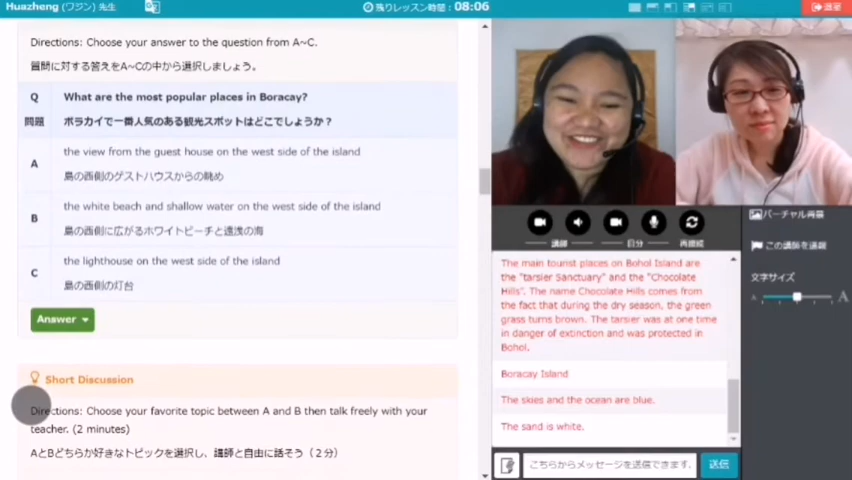 Huazheng (ワジン) 先生
残りレッスン時間：08:06
退室
Directions: Choose your answer to the question from A~C.
質問に対する答えをA~Cの中から選択しましょう。
Q What are the most popular places in Boracay?
問題 ボラカイで一番人気のある観光スポットはどこでしょうか？
A the view from the guest house on the west side of the island
島の西側のゲストハウスからの眺め
B the white beach and shallow water on the west side of the island
島の西側に広がるホワイトビーチと遠浅の海
C the lighthouse on the west side of the island
島の西側の灯台
Answer
Short Discussion
Directions: Choose your favorite topic between A and B then talk freely with your
teacher. (2 minutes)
AとBどちらか好きなトピックを選択し、講師と自由に話そう（２分）
講師
自分
再接続
The main tourist places on Bohol Island are
the "tarsier Sanctuary" and the "Chocolate
Hills". The name Chocolate Hills comes from
the fact that during the dry season, the green
grass turns brown. The tarsier was at one time
in danger of extinction and was protected in
Bohol.
Boracay Island
The skies and the ocean are blue.
The sand is white.
こちらからメッセージを送信できます。
送信
バーチャル背景
この講師を通報
文字サイズ
A A